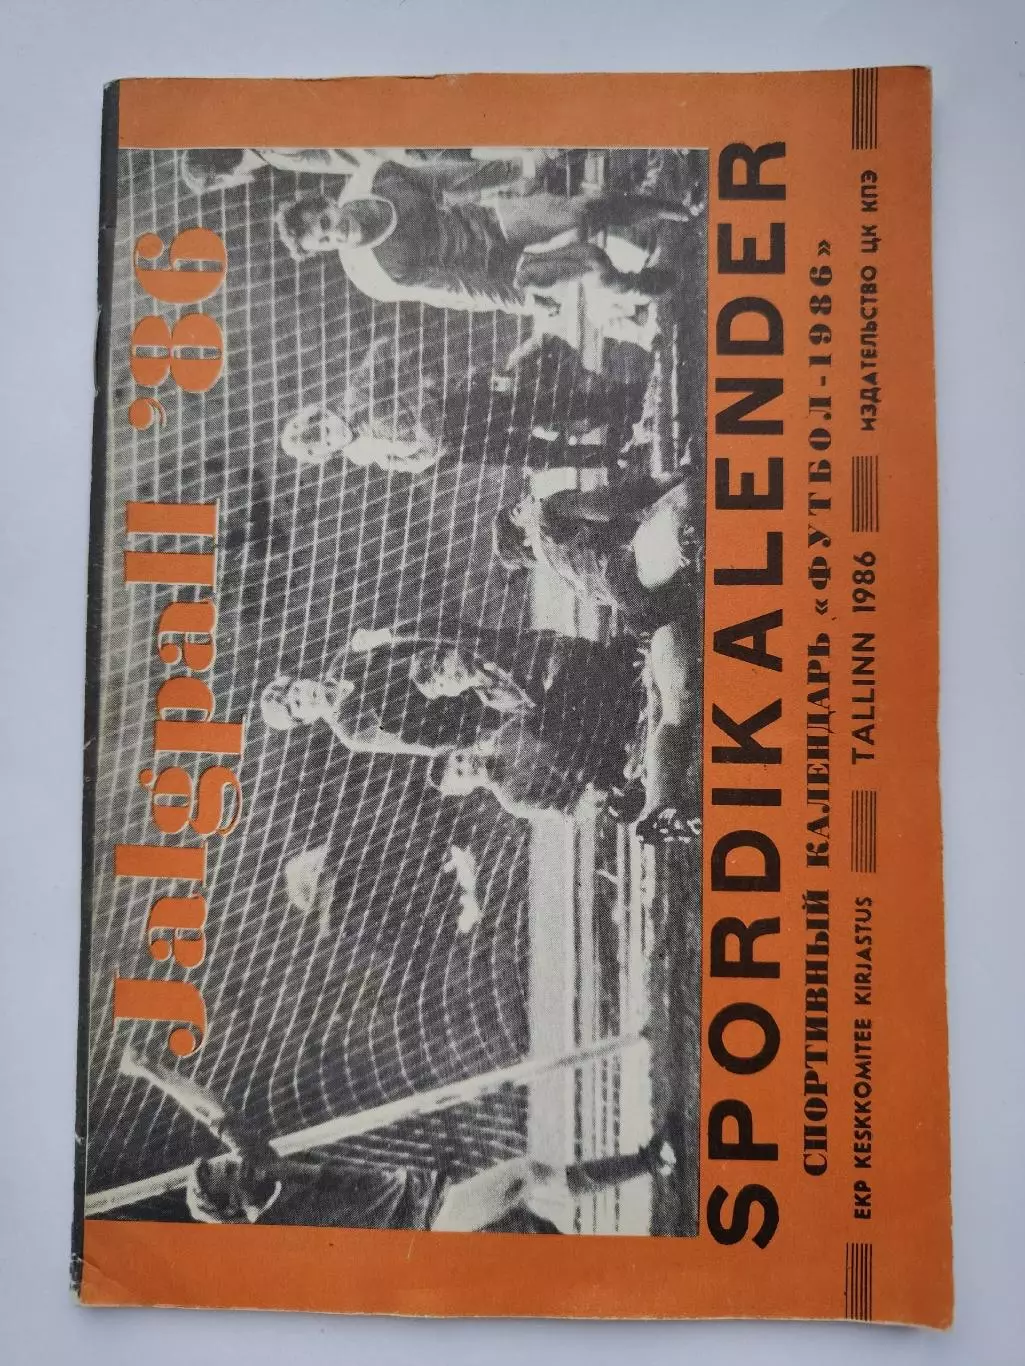 Jalgpall '86
SPORDIKALENDER
СПОРТИВНЫЙ КАЛЕНДАРЬ «ФУТБОЛ-1986»
EKP KESKKOMITEE KIRJASTUS TALLINN 1986 ИЗДАТЕЛЬСТВО ЦК КПЭ